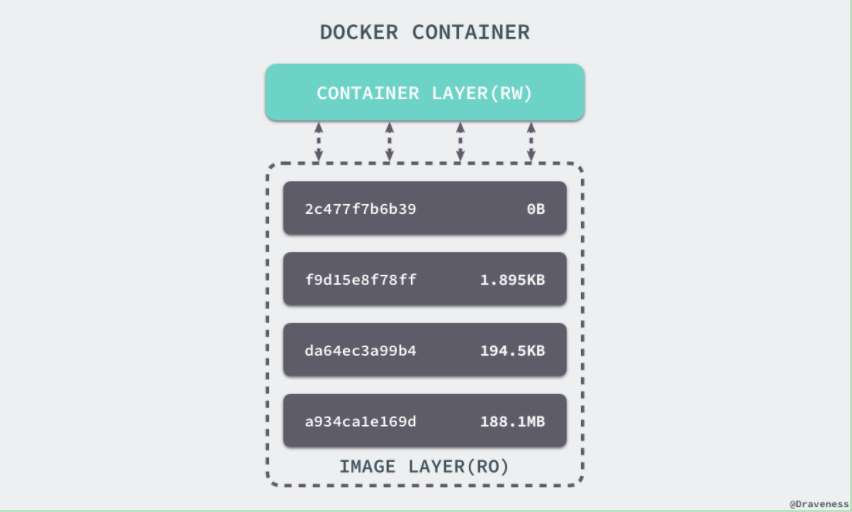 DOCKER CONTAINER
CONTAINER LAYER(RW)
2c477f7b6b39 0B
f9d15e8f78ff 1.895KB
da64ec3a99b4 194.5KB
a934ca1e169d 188.1MB
IMAGE LAYER(RO)
@Draveness